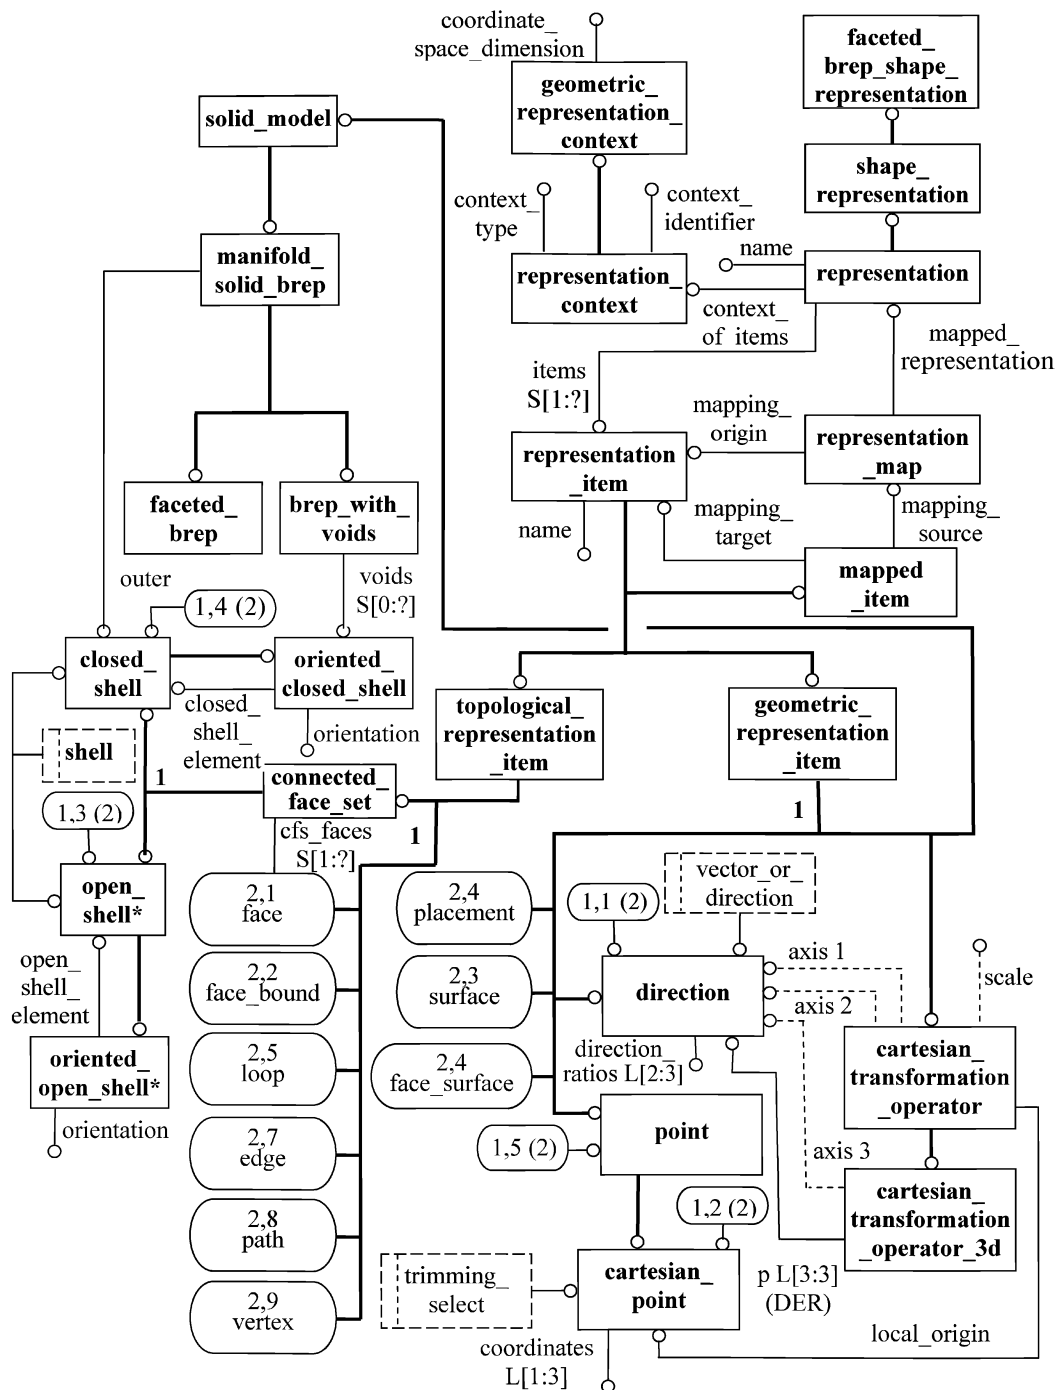 coordinate_
space_dimension
faceted_
brep_shape_
representation
geometric_
representation_
context
solid_model
shape_
representation
context_
type
context_
identifier
name
manifold_
solid_brep
representation_
context
representation
context_
of items
mapped_
representation
items
S[1:?]
mapping_
origin
representation
_item
representation
_map
faceted_
brep
brep_with_
voids
name
mapping_
target
mapping_
source
outer
voids
S[0:?]
mapped
_item
1,4 (2)
closed_
shell
oriented_
closed_shell
closed_
shell_
element
orientation
topological_
representation
_item
geometric_
representation
_item
shell
1
connected_
face_set
1
1
1,3 (2)
cfs_faces
S[1:?]
open_
shell*
2,1
face
2,4
placement
1,1 (2)
vector_or_
direction
open_
shell_
element
2,2
face_bound
2,3
surface
direction
axis 1
axis 2
scale
oriented_
open_shell*
2,5
loop
2,4
face_surface
direction_
ratios L[2:3]
cartesian_
transformation
_operator
orientation
2,7
edge
1,5 (2)
point
axis 3
2,8
path
1,2 (2)
cartesian_
transformation
_operator_3d
2,9
vertex
trimming_
select
cartesian_
point
p L[3:3]
(DER)
coordinates
L[1:3]
local_origin